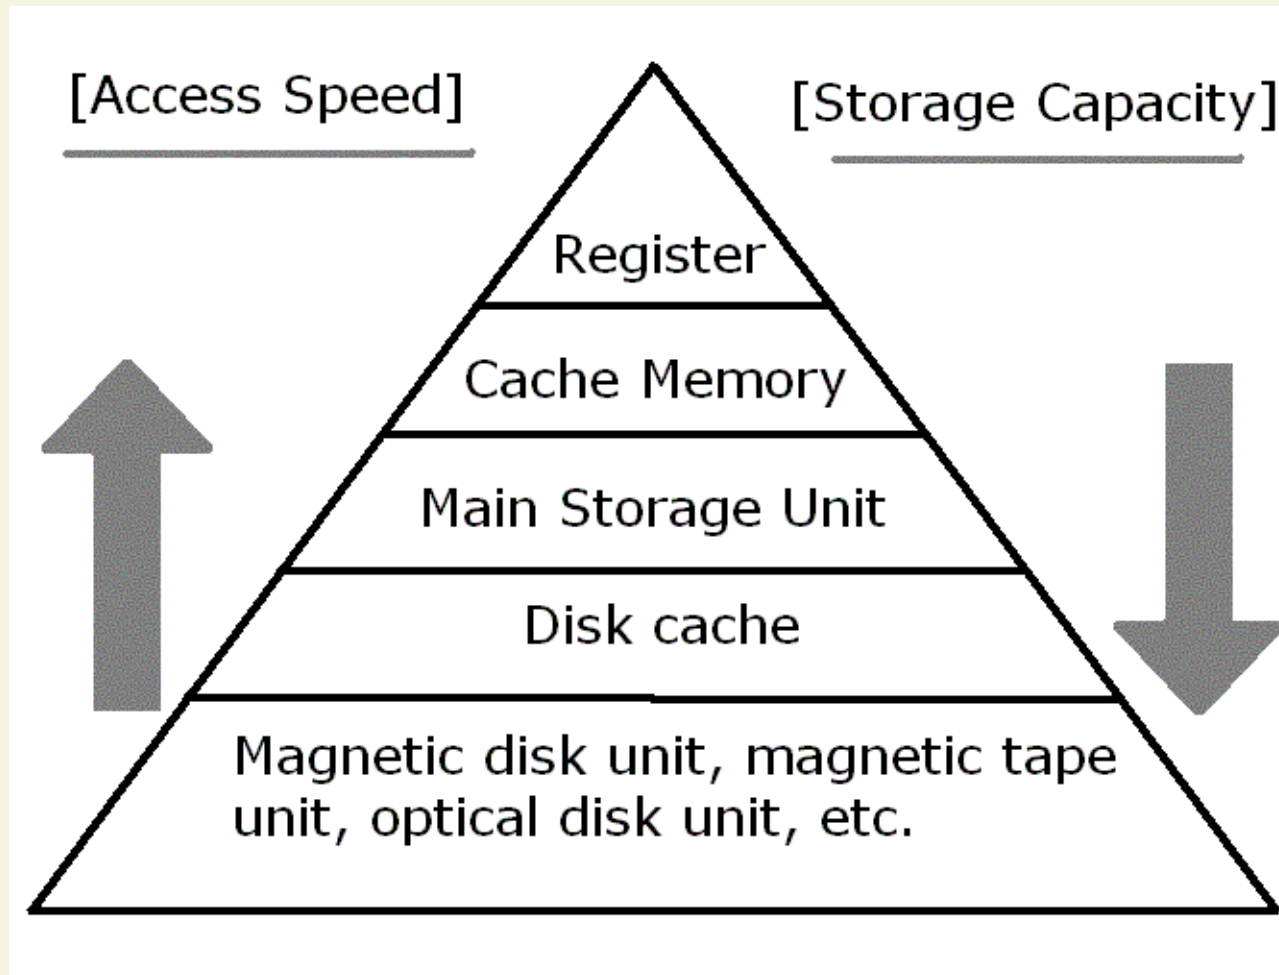 [Access Speed]
[Storage Capacity]
Register
Cache Memory
Main Storage Unit
Disk cache
Magnetic disk unit, magnetic tape
unit, optical disk unit, etc.